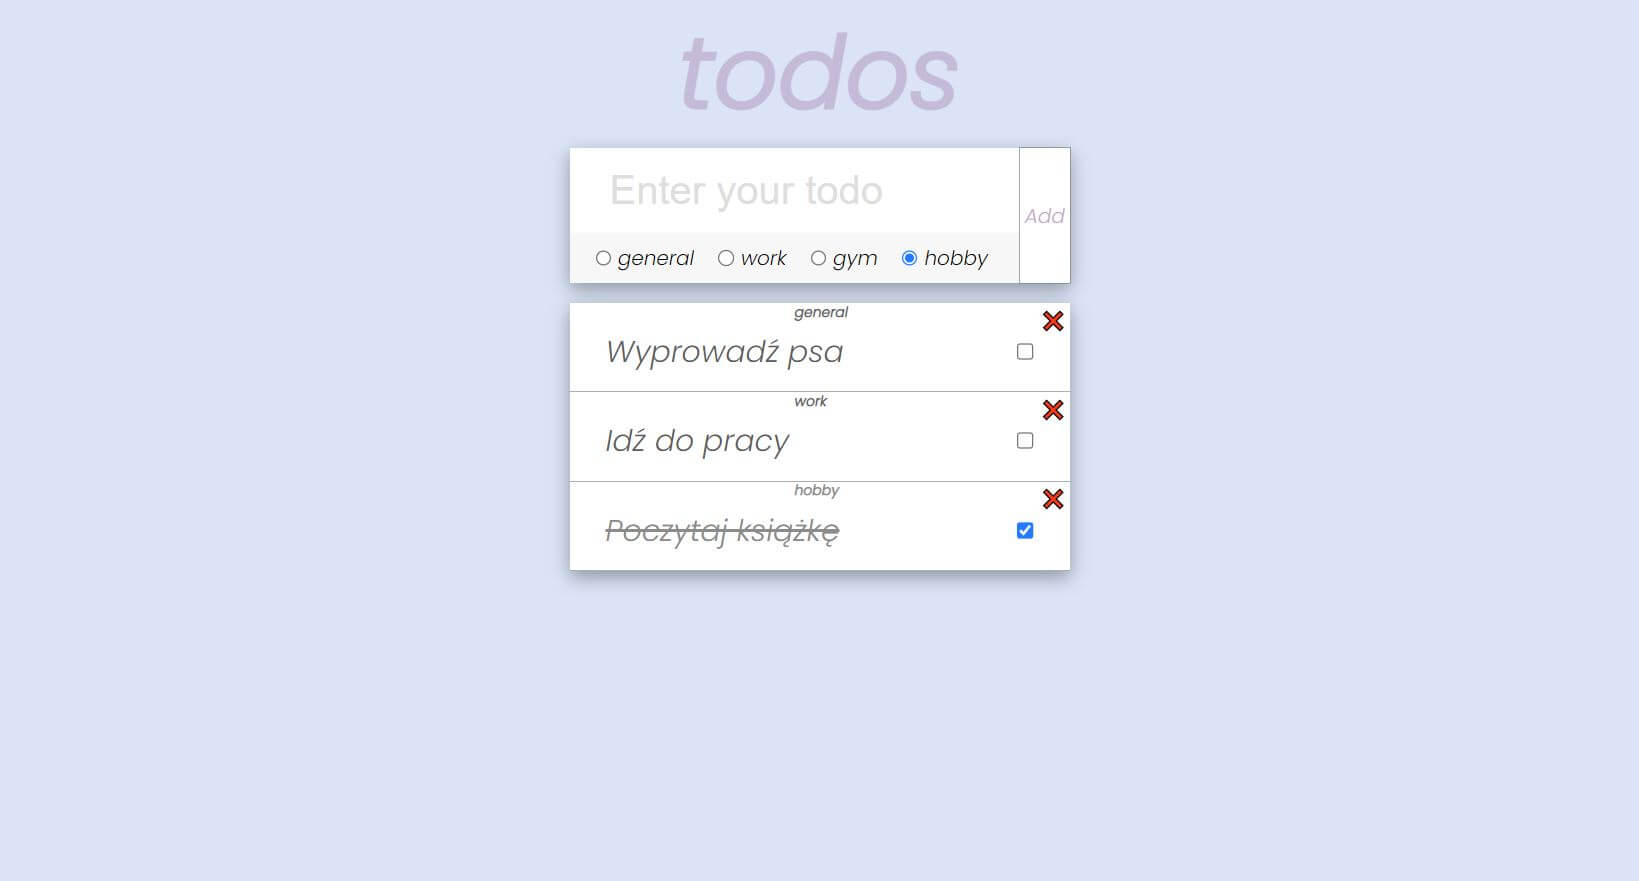 todos
Enter your todo
Add
general work gym hobby
general
Wyprowadź psa
work
Idź do pracy
hobby
Poczytaj książkę